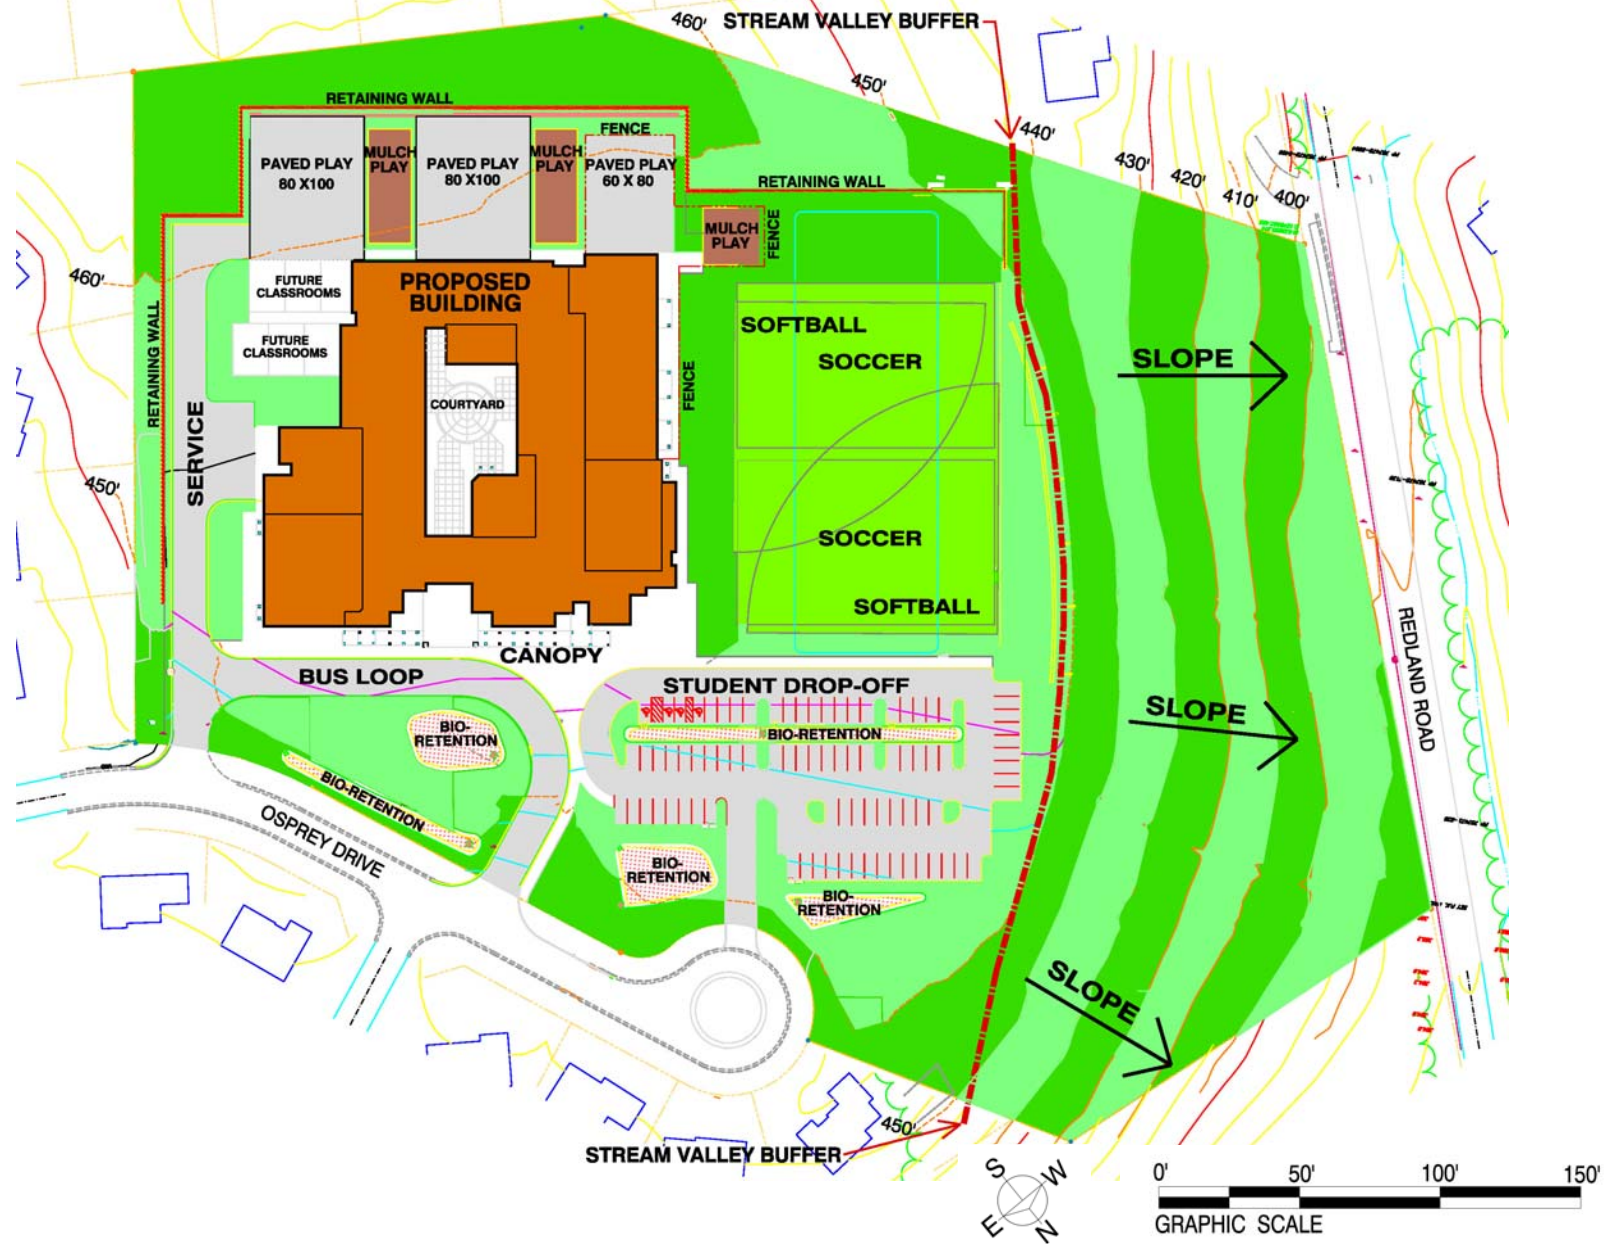 460'
STREAM VALLEY BUFFER
450'
RETAINING WALL
440'
FENCE
PAVED PLAY
80 X100
MULCH
PLAY
PAVED PLAY
80 X100
MULCH
PLAY
PAVED PLAY
60 X 80
430'
420'
410'
400'
RETAINING WALL
MULCH
PLAY
FENCE
460'
FUTURE
CLASSROOMS
PROPOSED
BUILDING
SOFTBALL
FUTURE
CLASSROOMS
SOCCER
SLOPE
RETAINING WALL
FENCE
COURTYARD
SERVICE
450'
SOCCER
SOFTBALL
REDLAND ROAD
CANOPY
BUS LOOP
STUDENT DROP-OFF
SLOPE
BIO-
RETENTION
BIO-RETENTION
BIO-RETENTION
OSPREY DRIVE
BIO-
RETENTION
BIO-
RETENTION
SLOPE
450'
STREAM VALLEY BUFFER
S
W
E
N
0'
50'
100'
150'
GRAPHIC SCALE